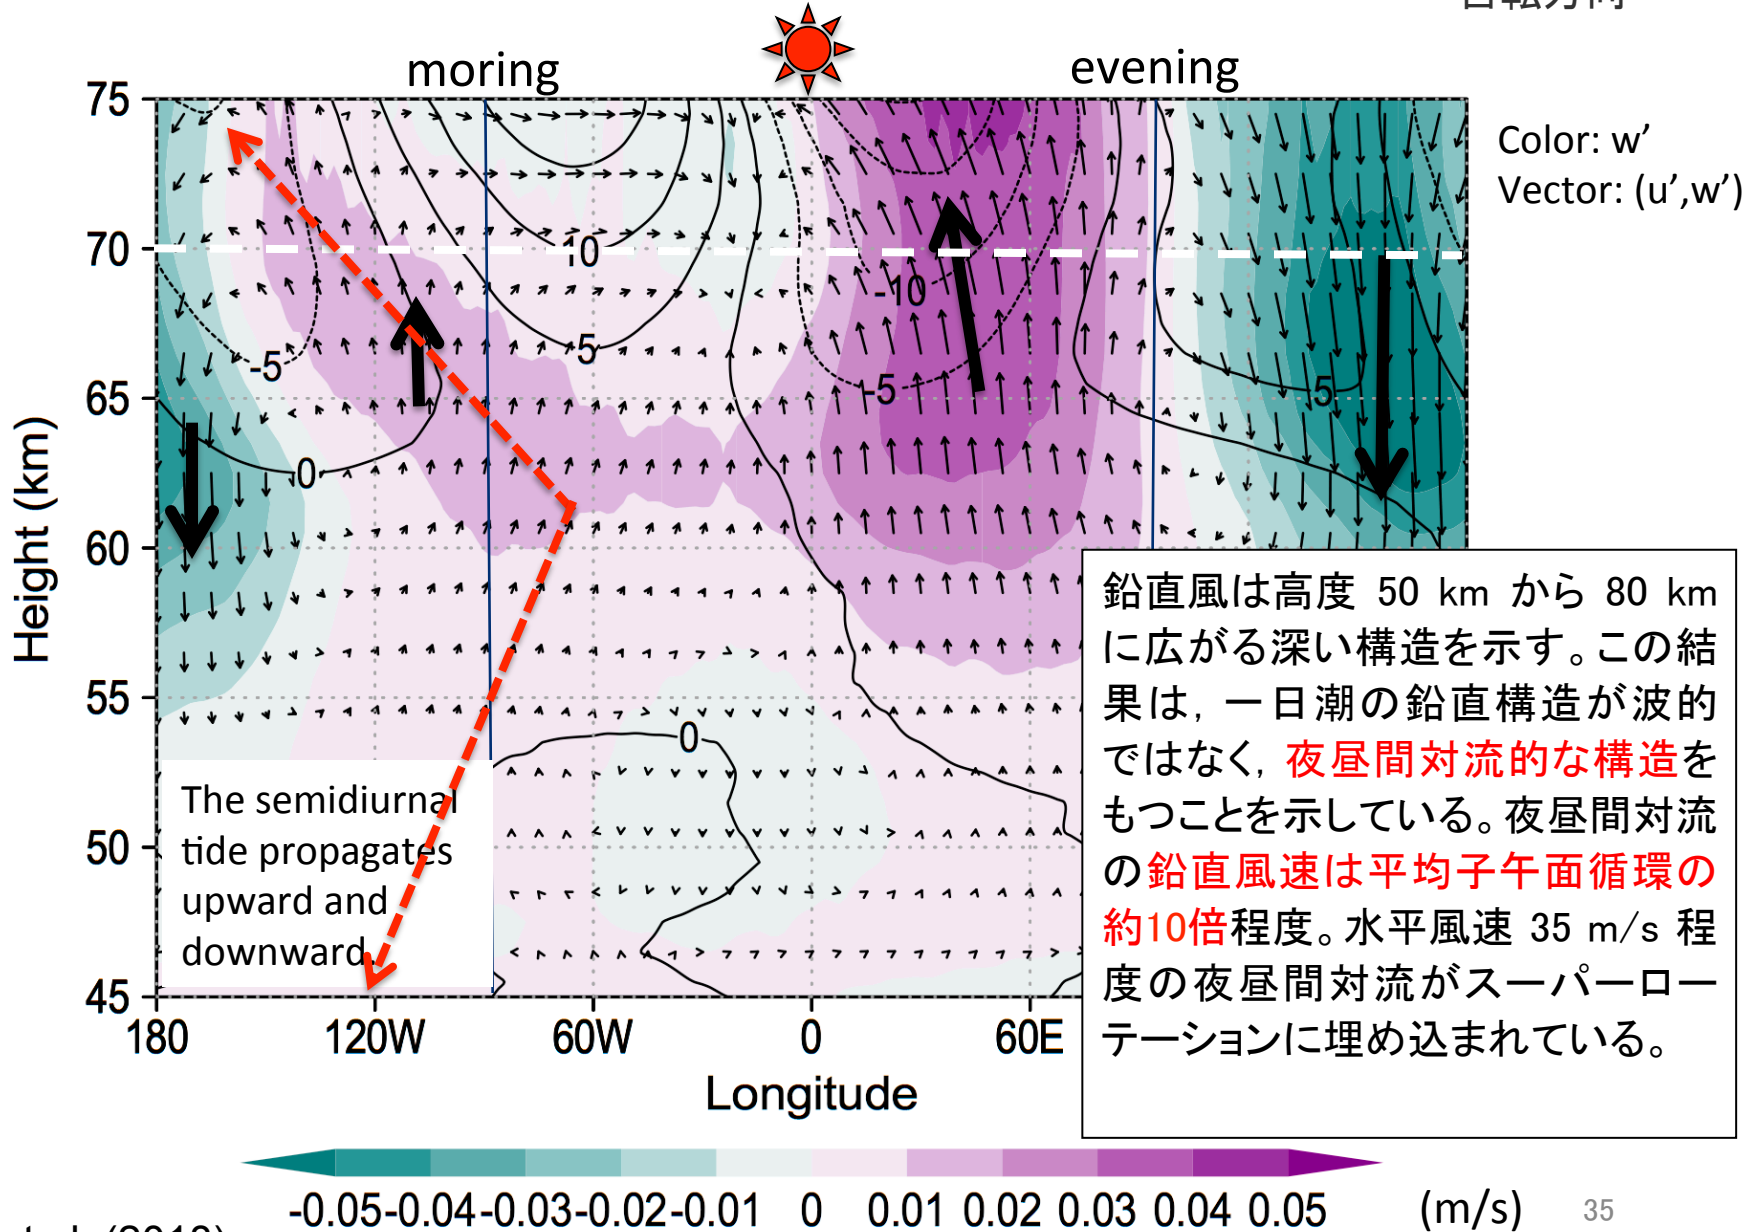 自転方向
moring
evening
Color: w’
Vector: (u’,w’)
75
70
65
60
55
50
45
Height (km)
10
5
-5
0
-10
-5
5
0
The semidiurnal
tide propagates
upward and
downward.
鉛直風は高度 50 km から 80 km
に広がる深い構造を示す。この結
果は, 一日潮の鉛直構造が波的
ではなく, 夜昼間対流的な構造を
もつことを示している。夜昼間対流
の鉛直風速は平均子午面循環の
約10倍程度。水平風速 35 m/s 程
度の夜昼間対流がスーパーロー
テーションに埋め込まれている。
180 120W 60W 0 60E
Longitude
-0.05 -0.04 -0.03 -0.02 -0.01 0 0.01 0.02 0.03 0.04 0.05 (m/s)
35